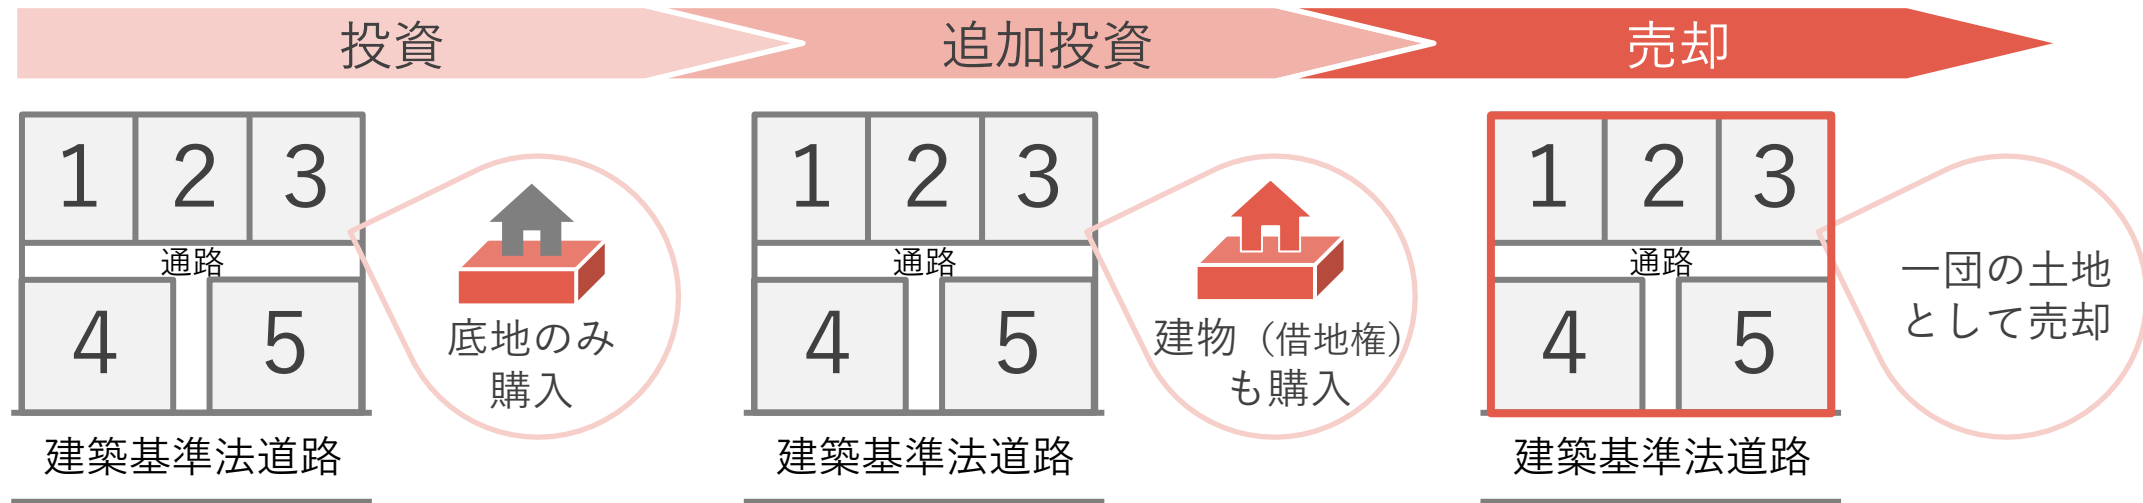 投資
追加投資
売却
1 2 3
通路
4 5
建築基準法道路
底地のみ
購入
1 2 3
通路
4 5
建築基準法道路
建物（借地権）
も購入
1 2 3
通路
4 5
建築基準法道路
一団の土地
として売却